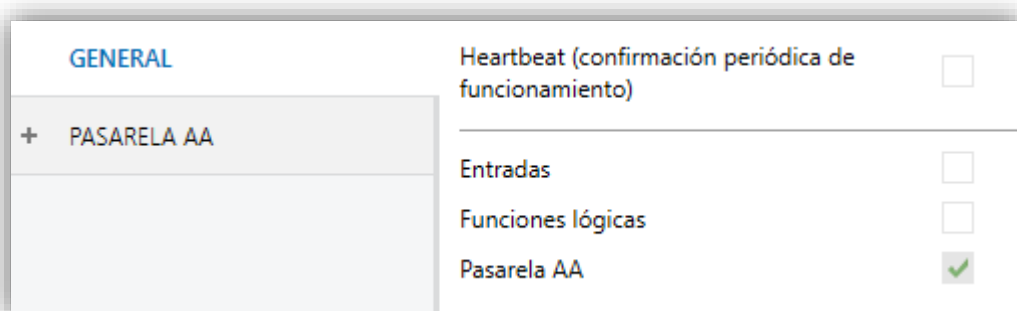 GENERAL
+ PASARELA AA
Heartbeat (confirmación periódica de
funcionamiento)
Entradas
Funciones lógicas
Pasarela AA